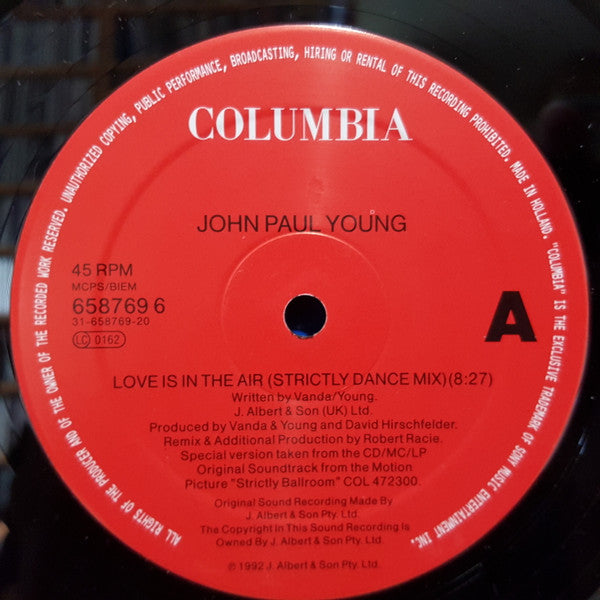 ALL RIGHTS OF THE PRODUCER AND OF THE OWNER OF THE RECORDED WORK RESERVED. UNAUTHORIZED COPYING, PUBLIC PERFORMANCE, BROADCASTING, HIRING OR RENTAL OF THIS RECORDING PROHIBITED. MADE IN HOLLAND. "COLUMBIA" IS THE EXCLUSIVE TRADEMARK OF SONY MUSIC ENTERTAINMENT INC.
COLUMBIA
JOHN PAUL YOUNG
45 RPM
MCPS/BIEM
658769 6
31-658769-20
LC 0162
A
LOVE IS IN THE AIR (STRICTLY DANCE MIX)(8:27)
Written by Vanda/Young.
J. Albert & Son (UK) Ltd.
Produced by Vanda & Young and David Hirschfelder.
Remix & Additional Production by Robert Racie.
Special version taken from the CD/MC/LP
Original Soundtrack from the Motion
Picture "Strictly Ballroom" COL 472300.
Original Sound Recording Made By
J. Albert & Son Pty. Ltd.
The Copyright In This Sound Recording Is
Owned By J. Albert & Son Pty. Ltd.
℗ 1992 J. Albert & Son Pty. Ltd.